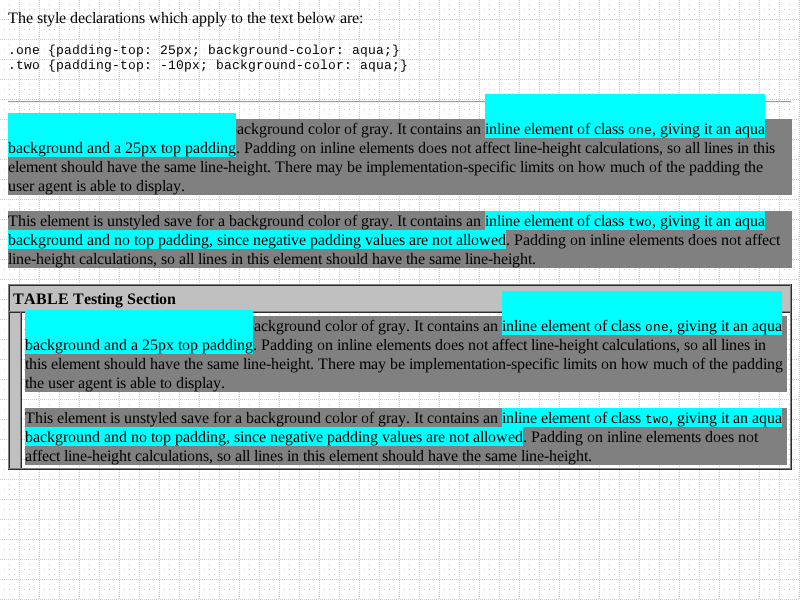 The style declarations which apply to the text below are:
.one {padding-top: 25px; background-color: aqua;}
.two {padding-top: -10px; background-color: aqua;}
ackground color of gray. It contains an inline element of class one, giving it an aqua
background and a 25px top padding. Padding on inline elements does not affect line-height calculations, so all lines in this
element should have the same line-height. There may be implementation-specific limits on how much of the padding the
user agent is able to display.
This element is unstyled save for a background color of gray. It contains an inline element of class two, giving it an aqua
background and no top padding, since negative padding values are not allowed. Padding on inline elements does not affect
line-height calculations, so all lines in this element should have the same line-height.
TABLE Testing Section
ackground color of gray. It contains an inline element of class one, giving it an aqua
background and a 25px top padding. Padding on inline elements does not affect line-height calculations, so all lines in
this element should have the same line-height. There may be implementation-specific limits on how much of the padding
the user agent is able to display.
This element is unstyled save for a background color of gray. It contains an inline element of class two, giving it an aqua
background and no top padding, since negative padding values are not allowed. Padding on inline elements does not
affect line-height calculations, so all lines in this element should have the same line-height.